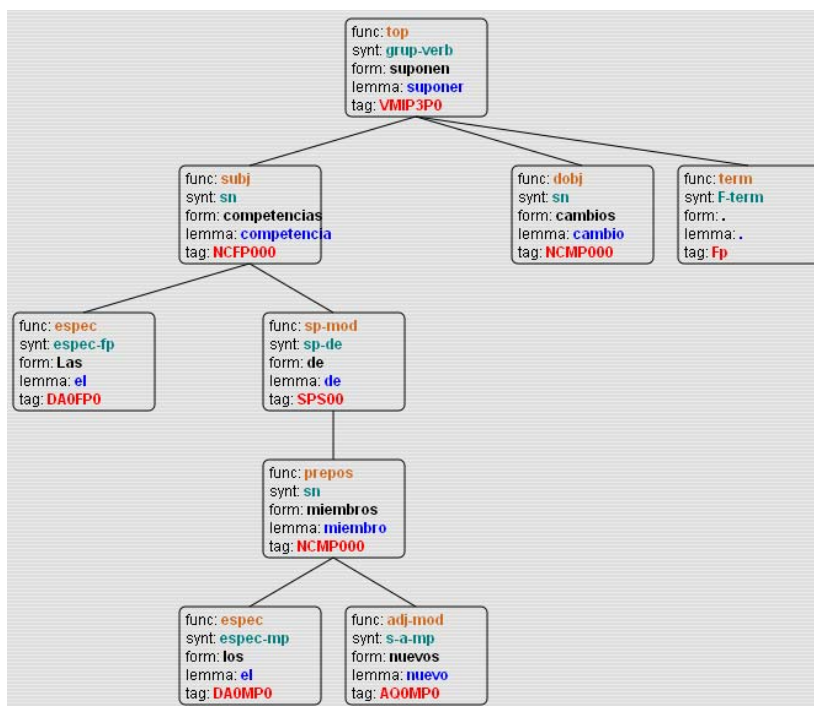 func: top
synt: grup-verb
form: suponen
lemma: suponer
tag: VMIP3P0
func: subj
synt: sn
form: competencias
lemma: competencia
tag: NCFP000
func: dobj
synt: sn
form: cambios
lemma: cambio
tag: NCMP000
func: term
synt: F-term
form: .
lemma: .
tag: Fp
func: espec
synt: espec-fp
form: Las
lemma: el
tag: DA0FP0
func: sp-mod
synt: sp-de
form: de
lemma: de
tag: SPS00
func: prepos
synt: sn
form: miembros
lemma: miembro
tag: NCMP000
func: espec
synt: espec-mp
form: los
lemma: el
tag: DA0MP0
func: adj-mod
synt: s-a-mp
form: nuevos
lemma: nuevo
tag: AQ0MP0